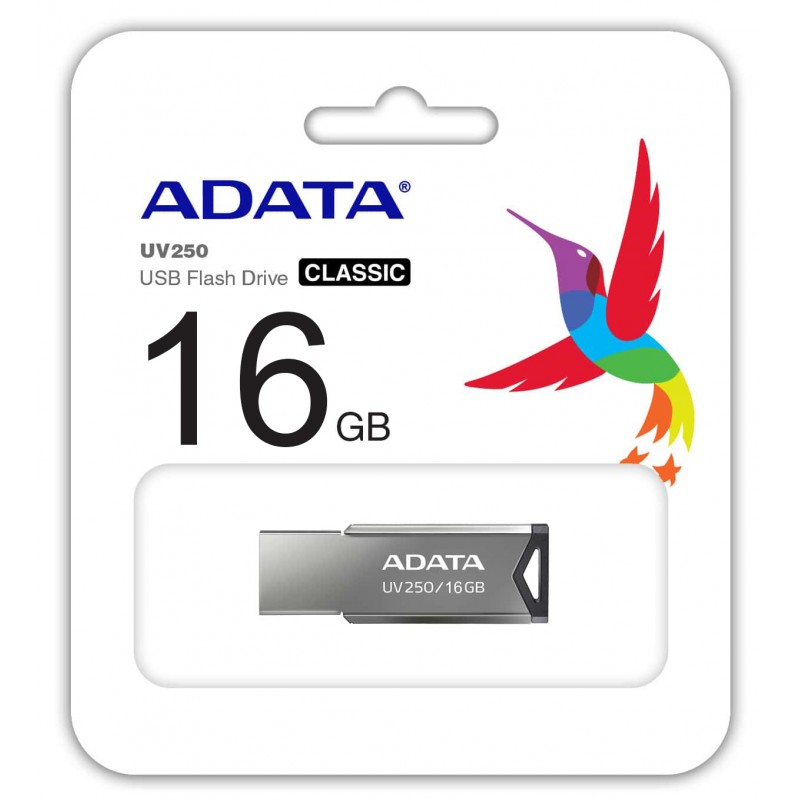 ADATA®
UV250
USB Flash Drive CLASSIC
16GB
ADATA
UV250/16GB